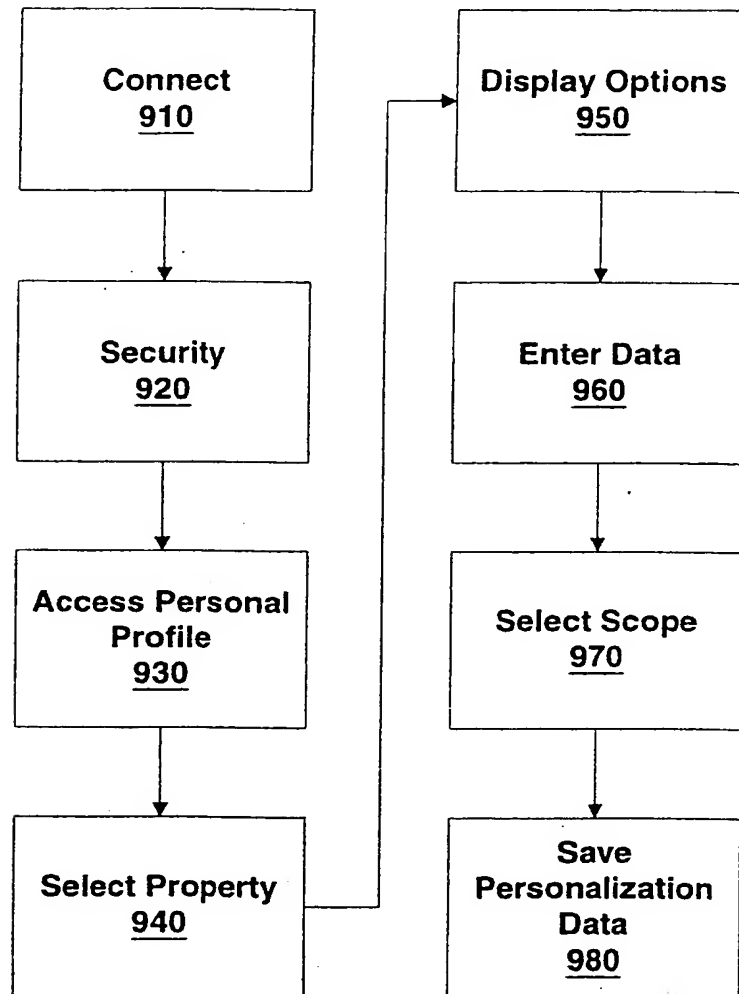 Connect
910
Security
920
Access Personal
Profile
930
Select Property
940
Display Options
950
Enter Data
960
Select Scope
970
Save
Personalization
Data
980